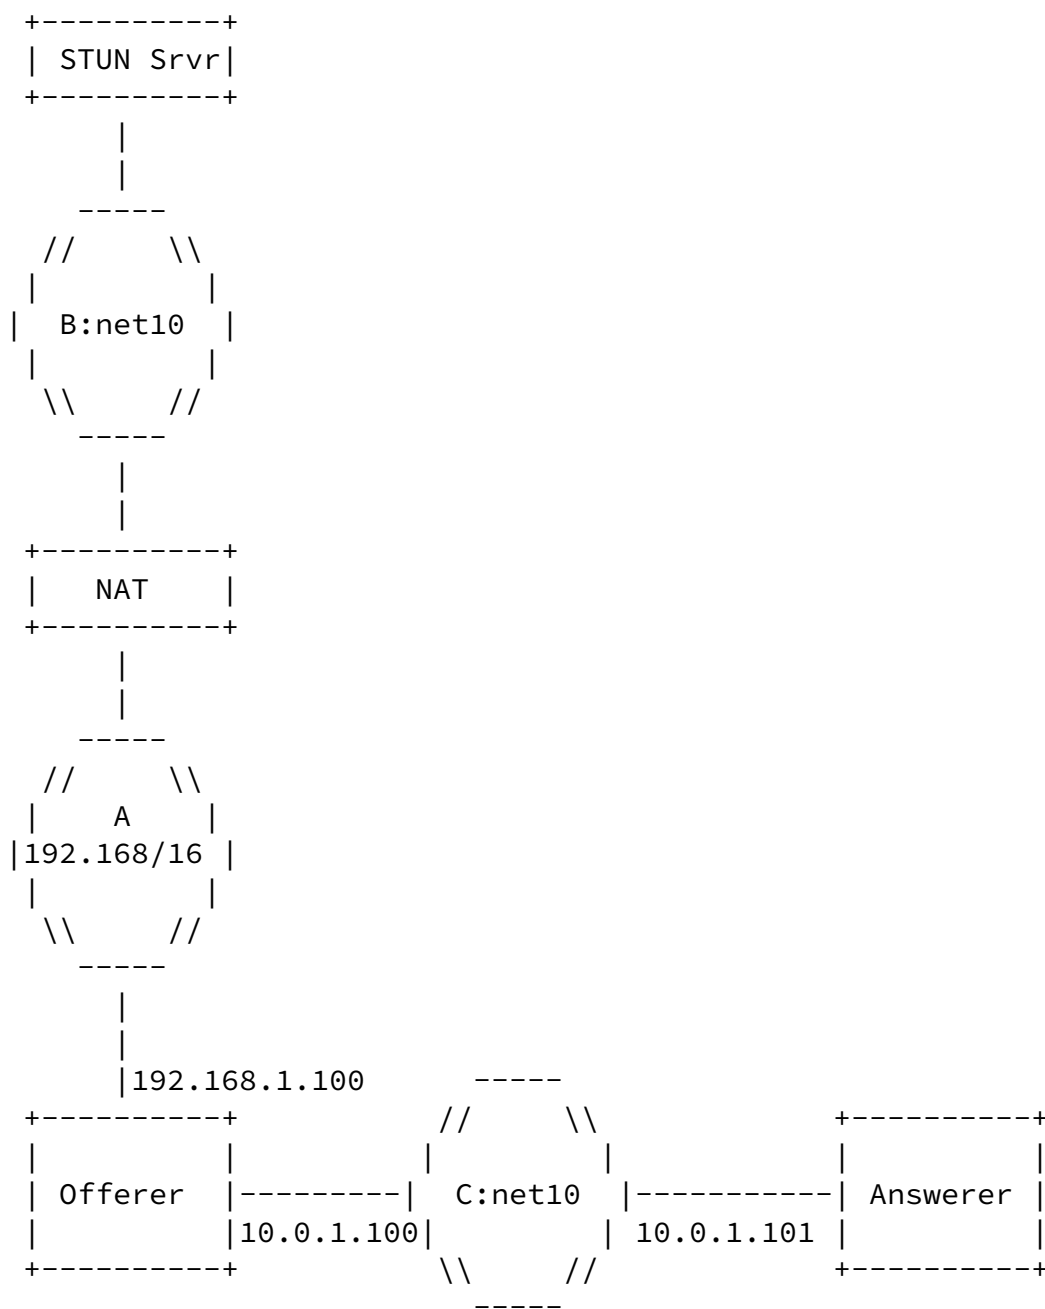 STUN Srvr
B:net10
NAT
A
192.168/16
192.168.1.100
Offerer C:net10 Answerer
10.0.1.100 10.0.1.101